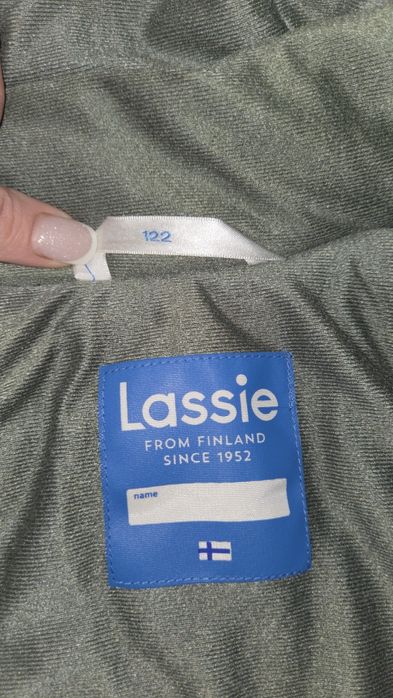 122
Lassie
FROM FINLAND
SINCE 1952
name